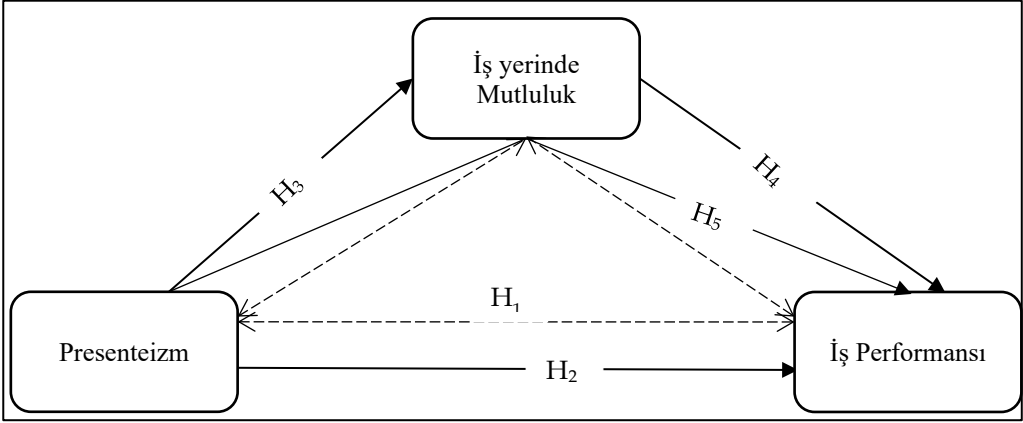 İş yerinde
Mutluluk
H₃
H₄
H₅
H₁
Presenteizm
İş Performansı
H₂